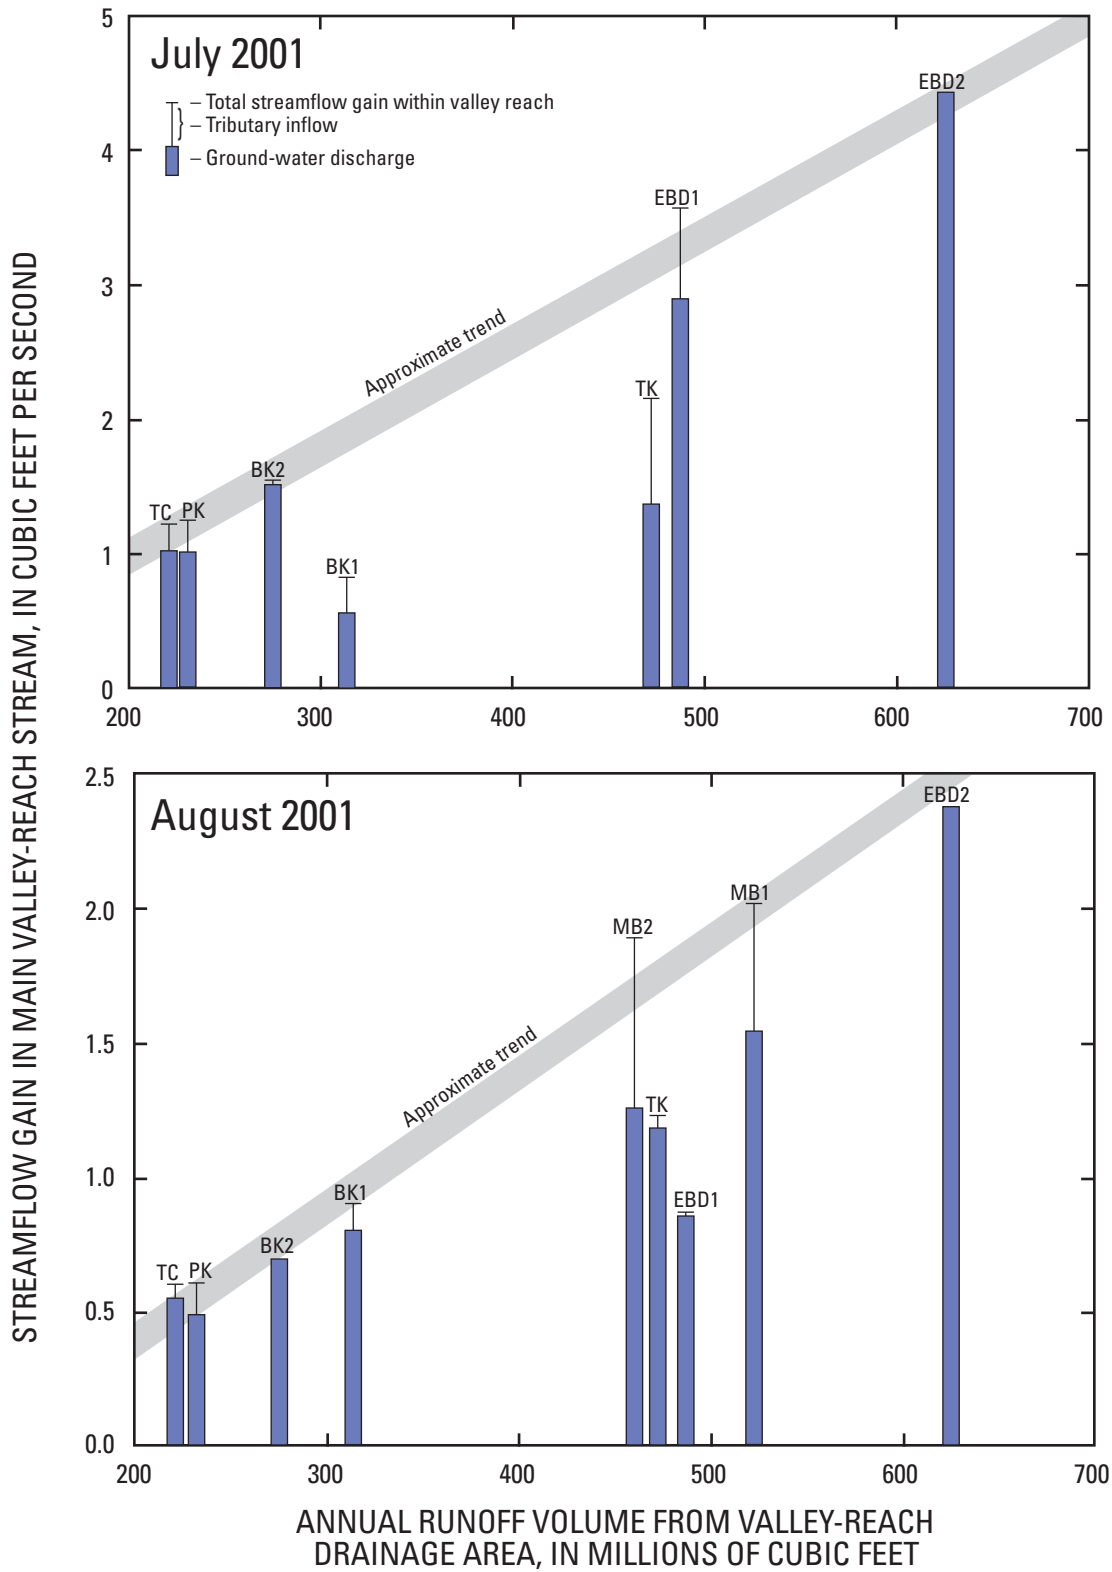 STREAMFLOW GAIN IN MAIN VALLEY-REACH STREAM, IN CUBIC FEET PER SECOND
July 2001
– Total streamflow gain within valley reach
– Tributary inflow
– Ground-water discharge
5
4
3
2
1
0
Approximate trend
TC
PK
BK2
BK1
TK
EBD1
EBD2
200
300
400
500
600
700
August 2001
2.5
2.0
1.5
1.0
0.5
0.0
Approximate trend
TC
PK
BK2
BK1
MB2
TK
EBD1
MB1
EBD2
200
300
400
500
600
700
ANNUAL RUNOFF VOLUME FROM VALLEY-REACH
DRAINAGE AREA, IN MILLIONS OF CUBIC FEET